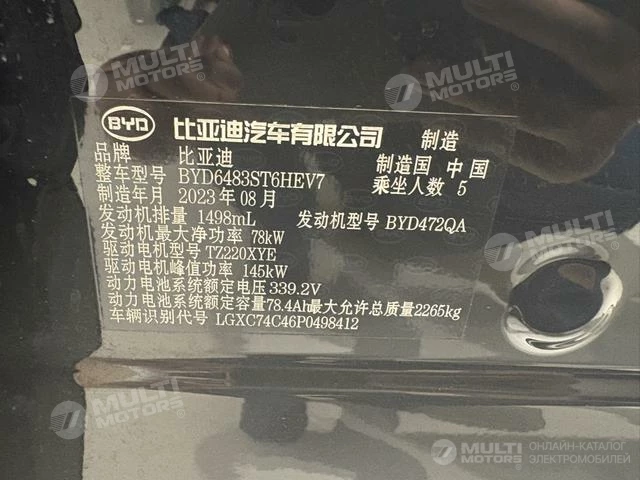 BYD 比亚迪汽车有限公司 制造
品牌 比亚迪 制造国 中国
整车型号 BYD6483ST6HEV7 乘坐人数 5
制造年月 2023年08月
发动机排量 1498mL 发动机型号 BYD472QA
发动机最大净功率 78kW
驱动电机型号 TZ220XYE
驱动电机峰值功率 145kW
动力电池系统额定电压 339.2V
动力电池系统额定容量 78.4Ah 最大允许总质量 2265kg
车辆识别代号 LGXC74C46P0498412
MULTI MOTORS
MULTI MOTORS
MULTI MOTORS
MULTI MOTORS
MULTI MOTORS
MULTI MOTORS
MULTI MOTORS ОНЛАЙН-КАТАЛОГ ЭЛЕКТРОМОБИЛЕЙ